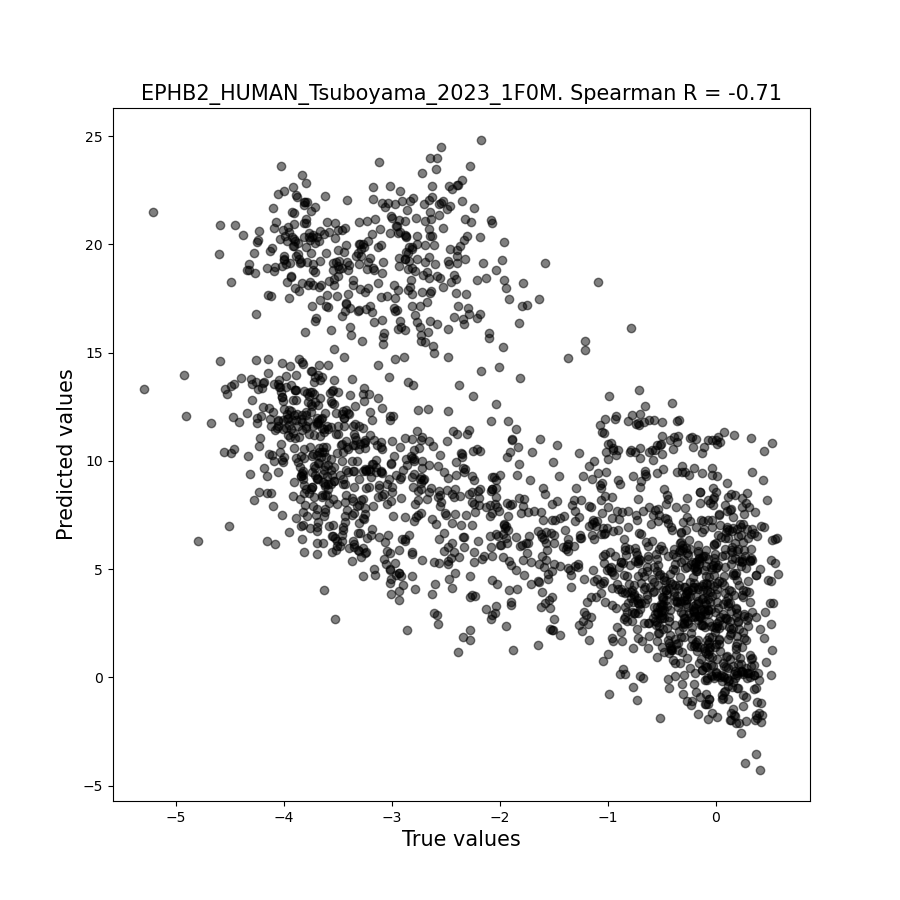 EPHB2_HUMAN_Tsuboyama_2023_1F0M. Spearman R = -0.71
25
20
15
10
5
0
−5
Predicted values
−5 −4 −3 −2 −1 0
True values